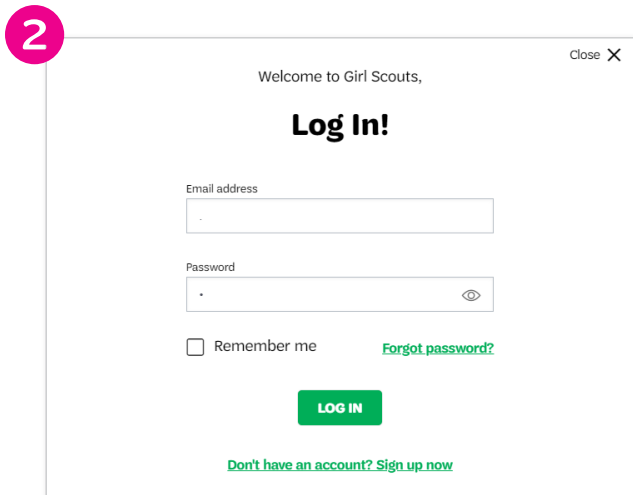 2
Close
Welcome to Girl Scouts,
Log In!
Email address
.
Password
•
Remember me
Forgot password?
LOG IN
Don't have an account? Sign up now